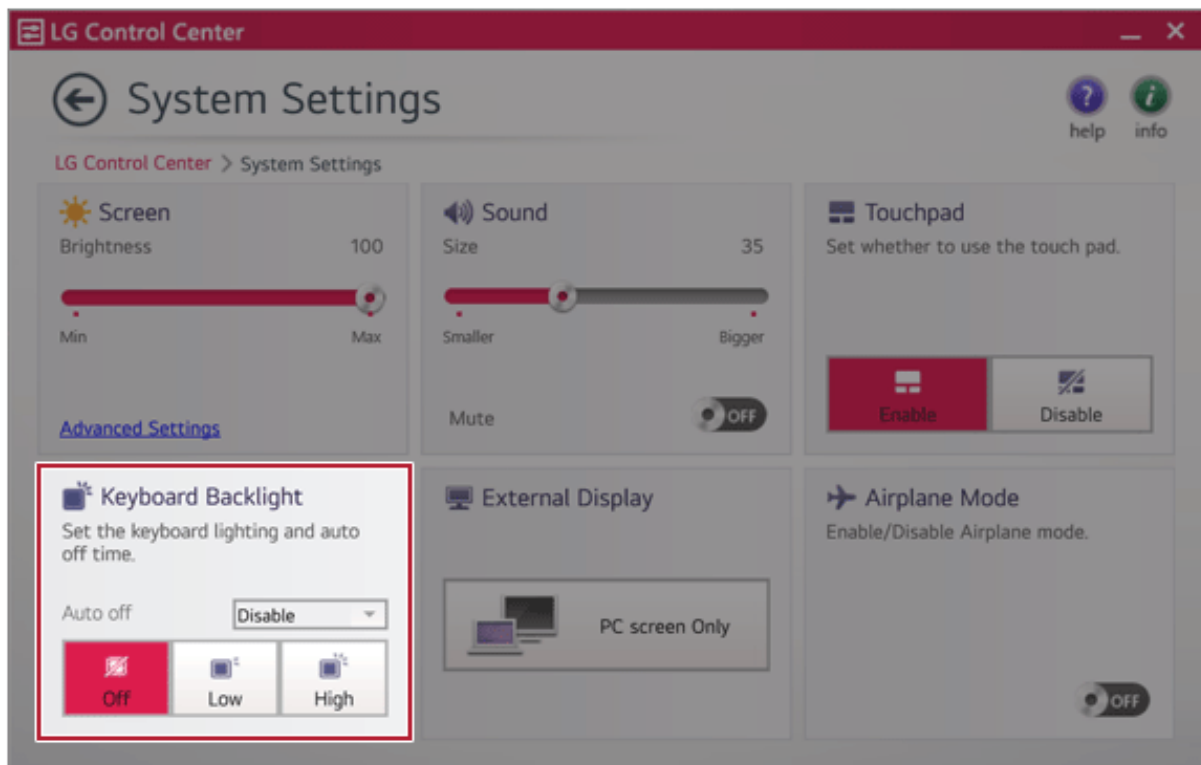 LG Control Center
System Settings
help
info
LG Control Center > System Settings
Screen
Brightness 100
Min Max
Advanced Settings
Sound
Size 35
Smaller Bigger
Mute OFF
Touchpad
Set whether to use the touch pad.
Enable Disable
Keyboard Backlight
Set the keyboard lighting and auto
off time.
Auto off Disable
Off Low High
External Display
PC screen Only
Airplane Mode
Enable/Disable Airplane mode.
OFF